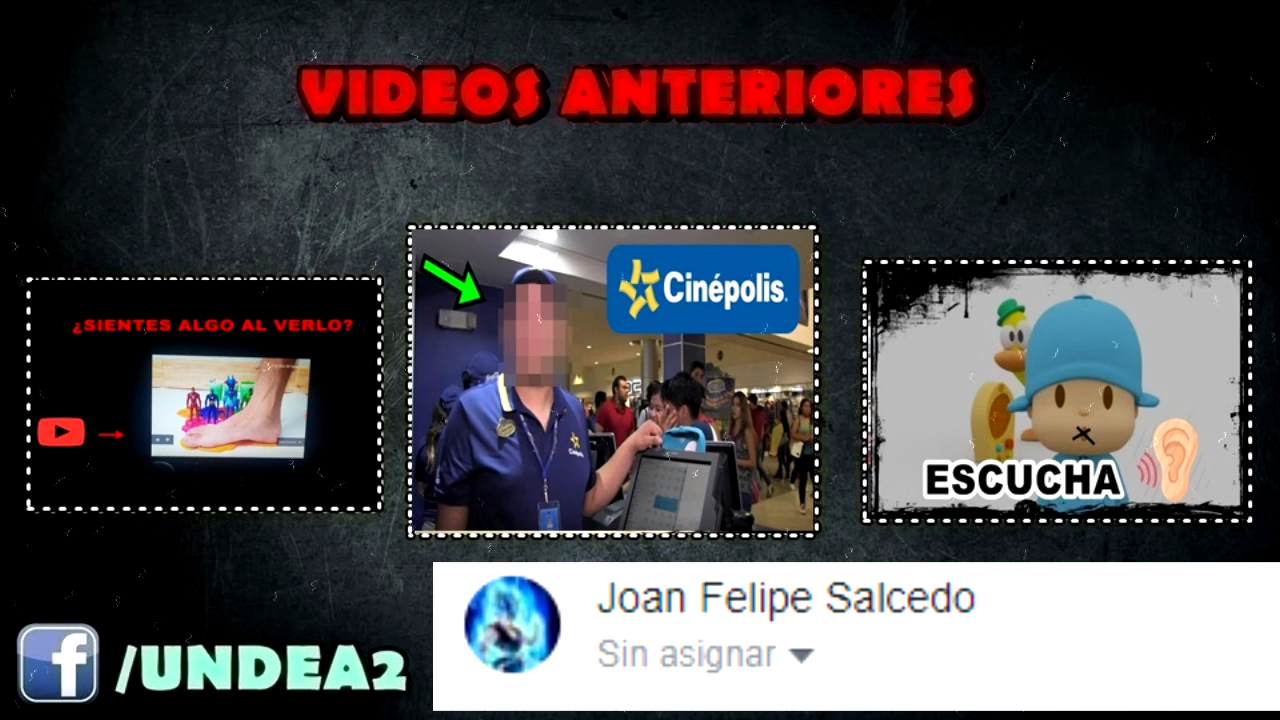 VIDEOS ANTERIORES
¿SIENTES ALGO AL VERLO?
Cinépolis
ESCUCHA
/UNDEA2
Joan Felipe Salcedo
Sin asignar